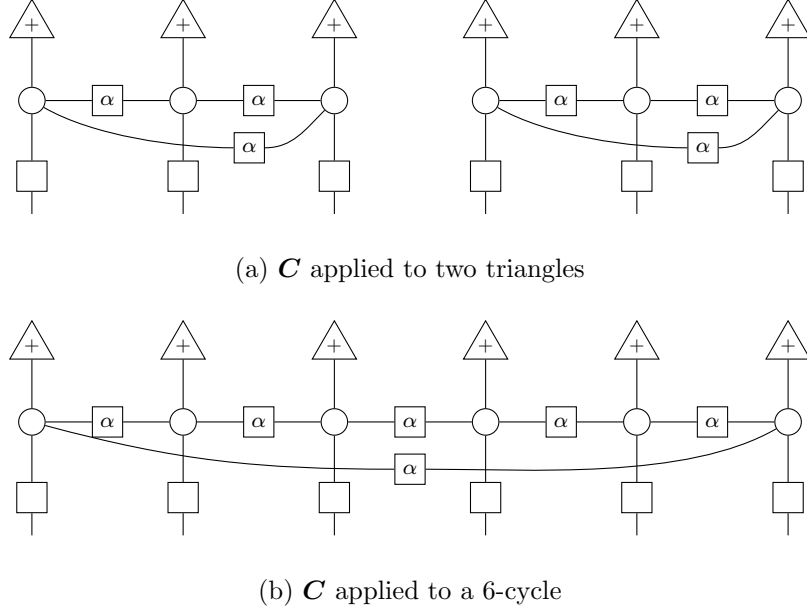 + + + + + +
α α α α
α α
(a) C applied to two triangles
+ + + + + +
α α α α α
α
(b) C applied to a 6-cycle